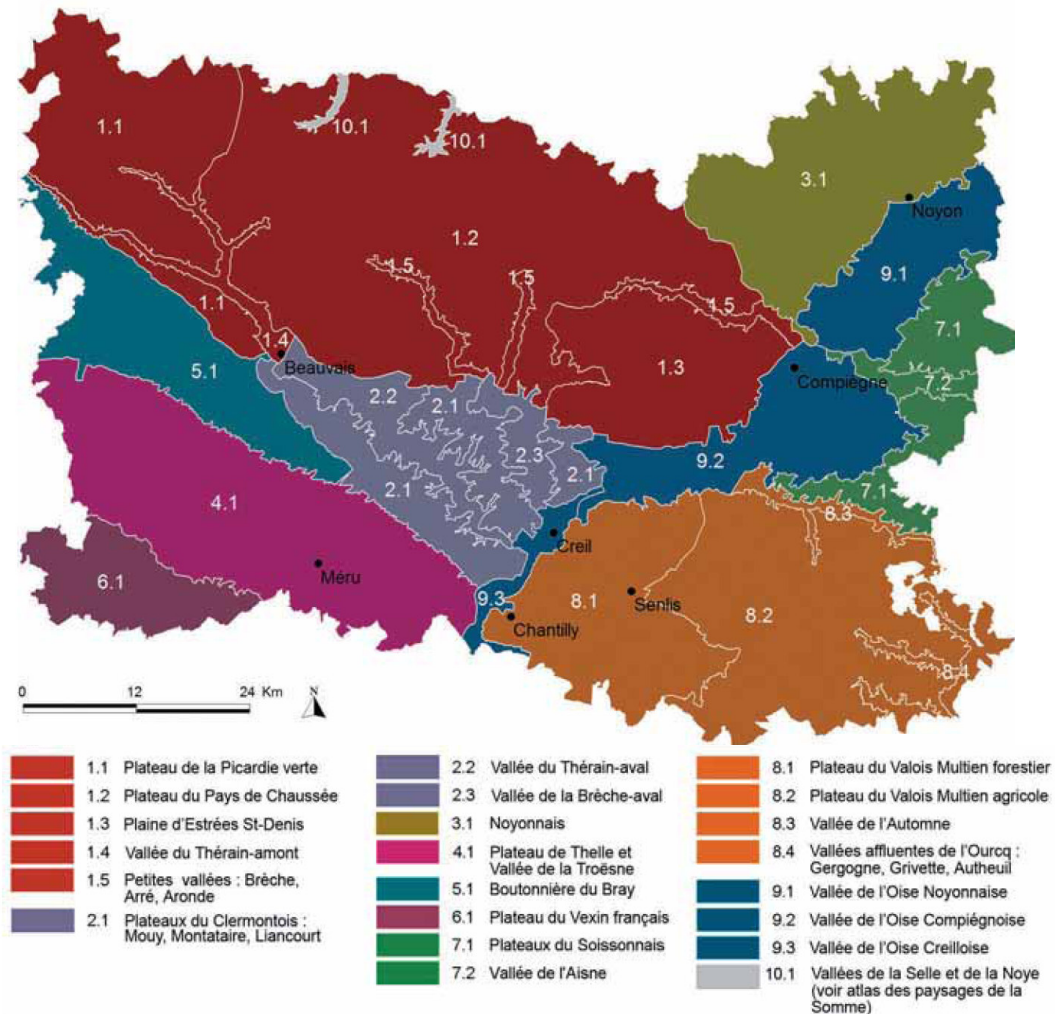 1.1
10.1
10.1
3.1
Noyon
1.2
9.1
1.5
1.5
1.5
1.1
7.1
1.4
Beauvais
1.3
5.1
Compiègne
7.2
2.2
2.1
2.3
2.1
9.2
2.1
7.1
4.1
8.3
Creil
6.1
Méru
9.3
8.1
Senlis
Chantilly
8.2
8.4
0 12 24 Km
N
1.1 Plateau de la Picardie verte
1.2 Plateau du Pays de Chaussée
1.3 Plaine d'Estrées St-Denis
1.4 Vallée du Thérain-amont
1.5 Petites vallées : Brèche,
Arré, Aronde
2.1 Plateaux du Clermontois :
Mouy, Montataire, Liancourt
2.2 Vallée du Thérain-aval
2.3 Vallée de la Brèche-aval
3.1 Noyonnais
4.1 Plateau de Thelle et
Vallée de la Troësne
5.1 Boutonnière du Bray
6.1 Plateau du Vexin français
7.1 Plateaux du Soissonnais
7.2 Vallée de l'Aisne
8.1 Plateau du Valois Multien forestier
8.2 Plateau du Valois Multien agricole
8.3 Vallée de l'Automne
8.4 Vallées affluentes de l'Ourcq :
Gergogne, Grivette, Autheuil
9.1 Vallée de l'Oise Noyonnaise
9.2 Vallée de l'Oise Compiégnoise
9.3 Vallée de l'Oise Creilloise
10.1 Vallées de la Selle et de la Noye
(voir atlas des paysages de la
Somme)